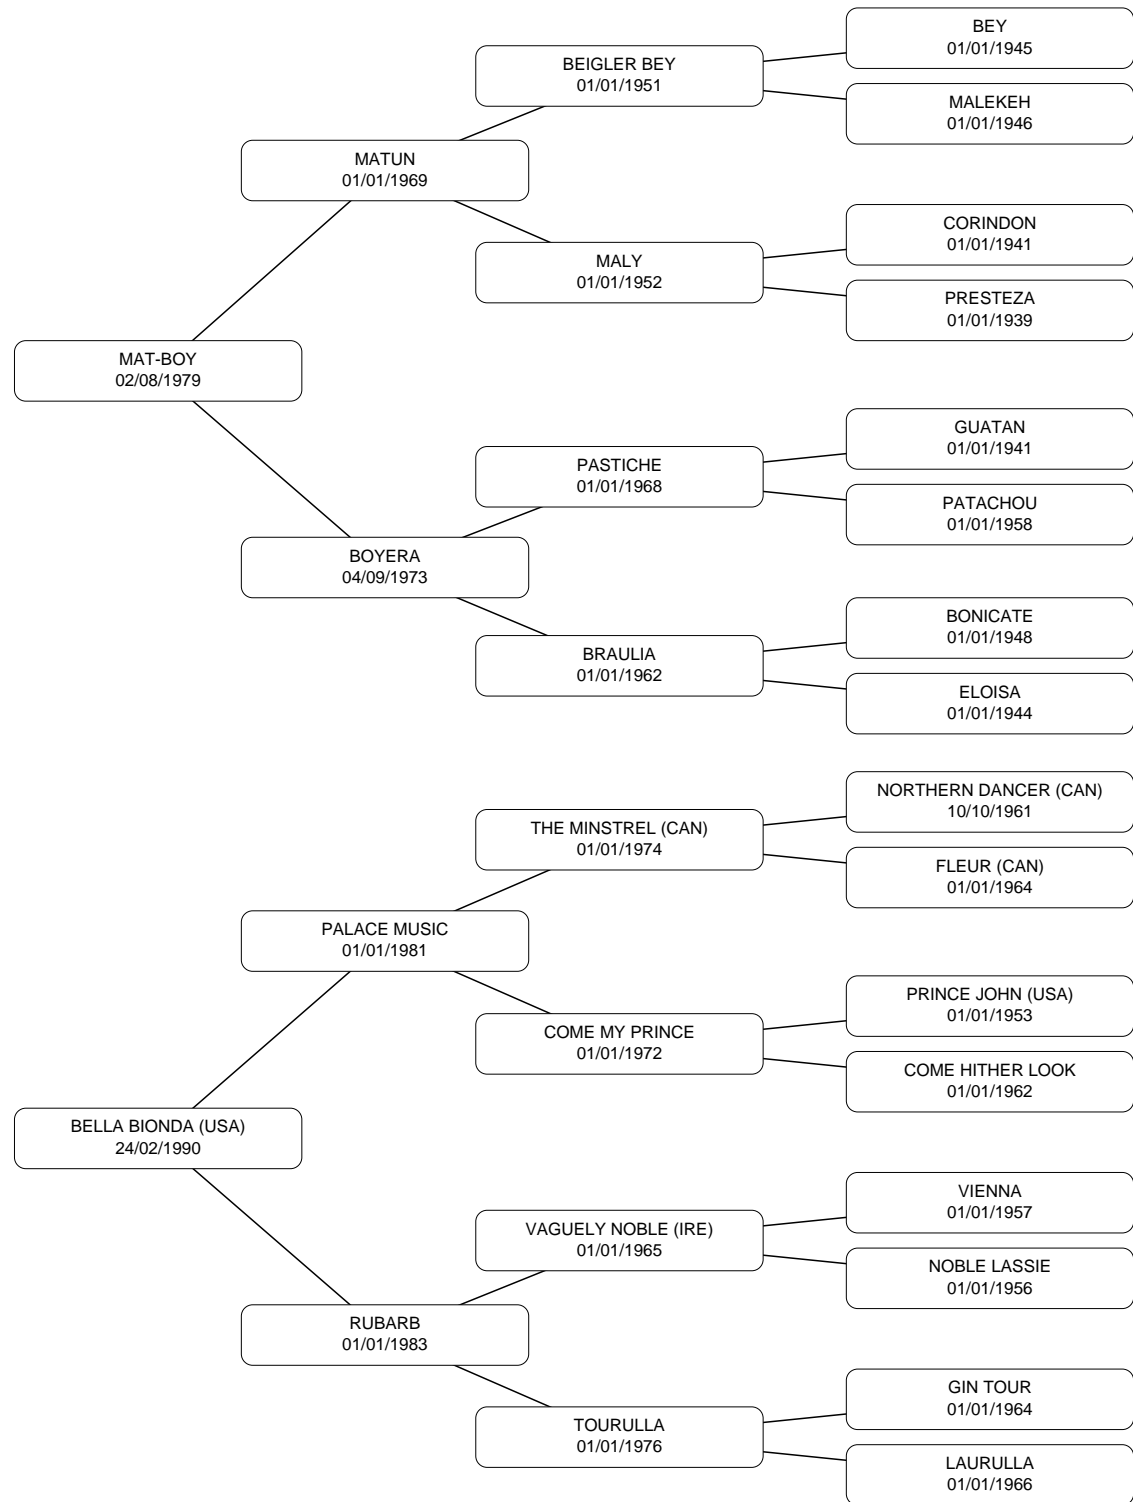 BEY
01/01/1945
BEIGLER BEY
01/01/1951
MALEKEH
01/01/1946
MATUN
01/01/1969
CORINDON
01/01/1941
MALY
01/01/1952
PRESTEZA
01/01/1939
MAT-BOY
02/08/1979
GUATAN
01/01/1941
PASTICHE
01/01/1968
PATACHOU
01/01/1958
BOYERA
04/09/1973
BONICATE
01/01/1948
BRAULIA
01/01/1962
ELOISA
01/01/1944
NORTHERN DANCER (CAN)
10/10/1961
THE MINSTREL (CAN)
01/01/1974
FLEUR (CAN)
01/01/1964
PALACE MUSIC
01/01/1981
PRINCE JOHN (USA)
01/01/1953
COME MY PRINCE
01/01/1972
COME HITHER LOOK
01/01/1962
BELLA BIONDA (USA)
24/02/1990
VIENNA
01/01/1957
VAGUELY NOBLE (IRE)
01/01/1965
NOBLE LASSIE
01/01/1956
RUBARB
01/01/1983
GIN TOUR
01/01/1964
TOURULLA
01/01/1976
LAURULLA
01/01/1966